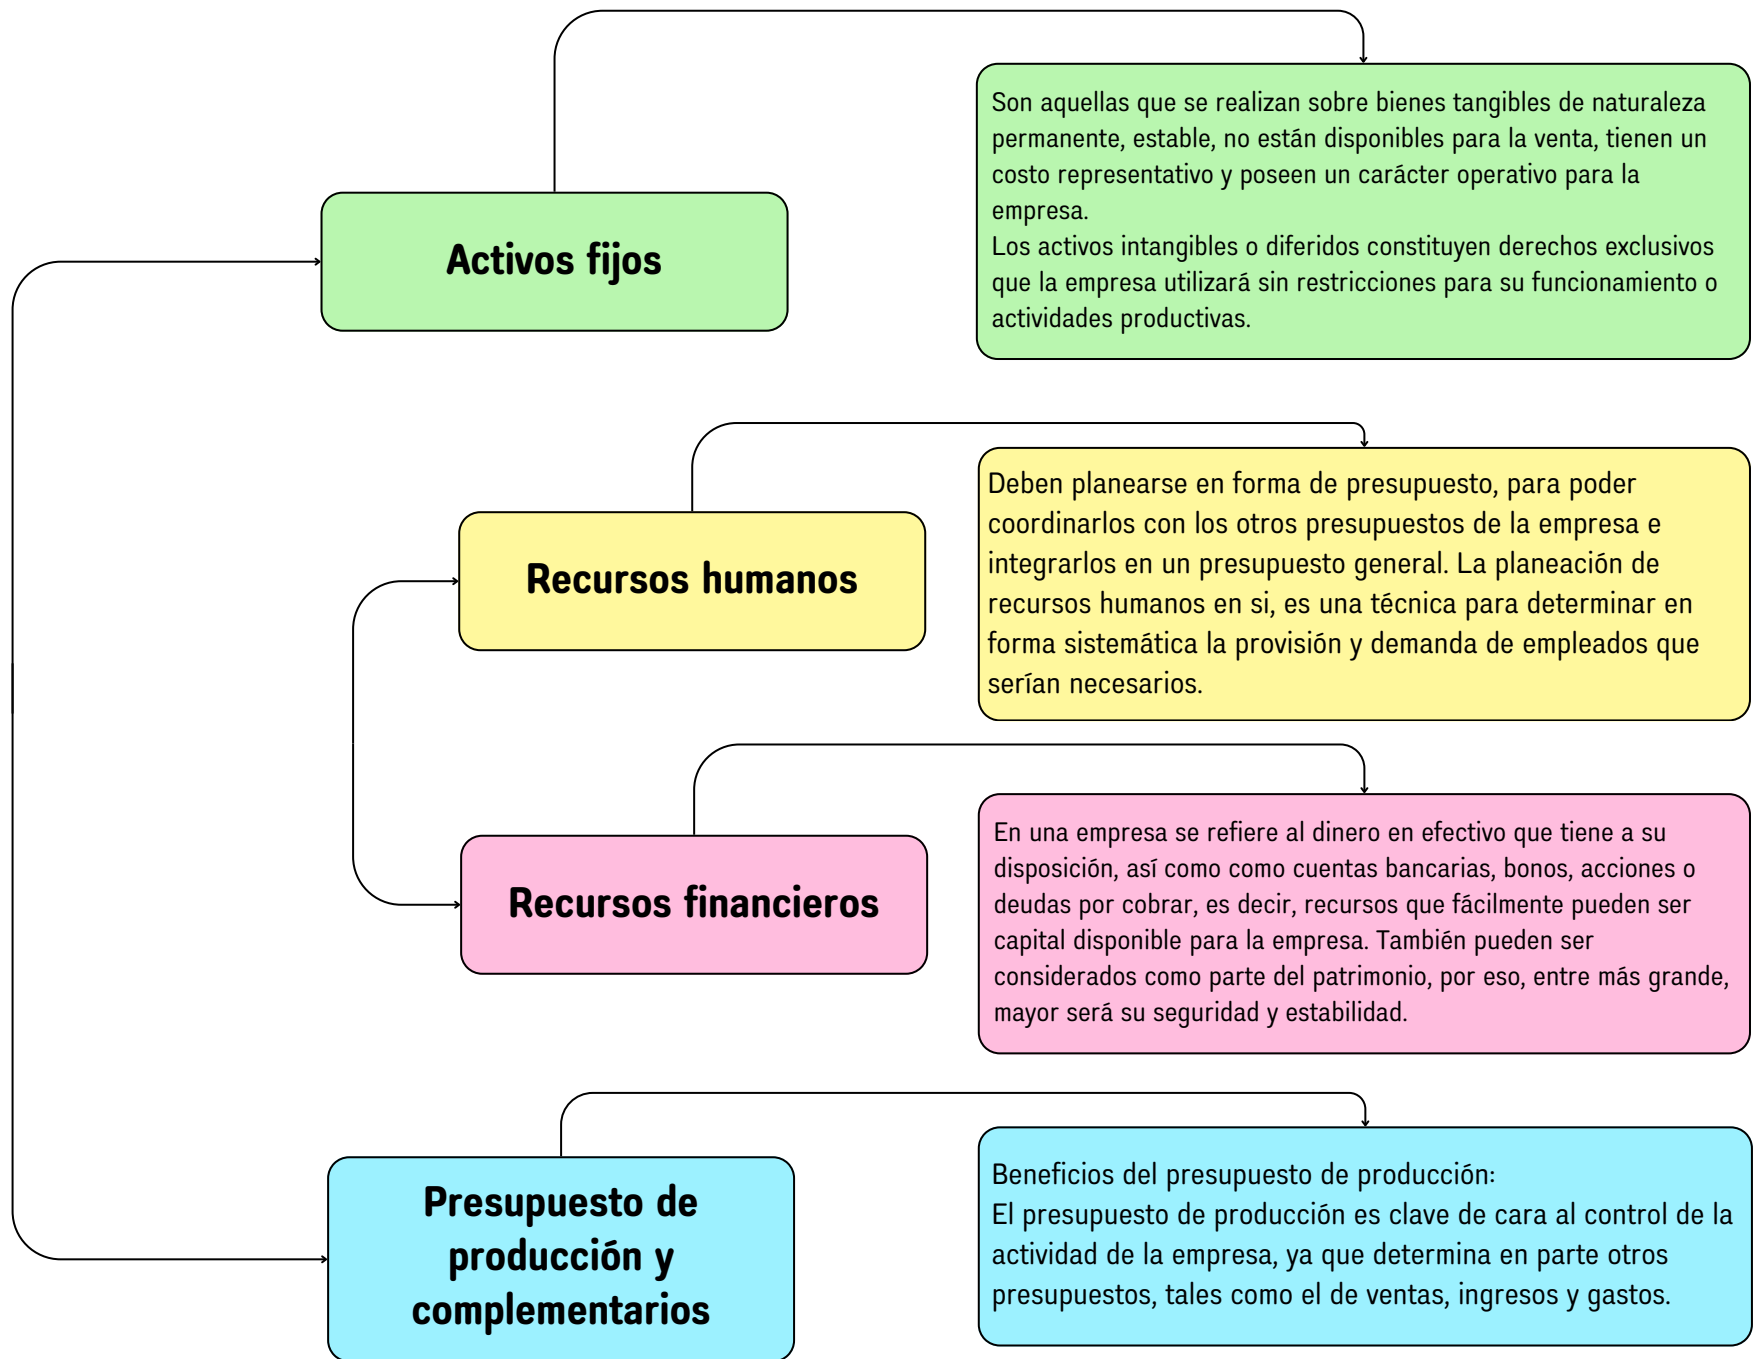 Activos fijos
Son aquellas que se realizan sobre bienes tangibles de naturaleza
permanente, estable, no están disponibles para la venta, tienen un
costo representativo y poseen un carácter operativo para la
empresa.
Los activos intangibles o diferidos constituyen derechos exclusivos
que la empresa utilizará sin restricciones para su funcionamiento o
actividades productivas.
Recursos humanos
Deben planearse en forma de presupuesto, para poder
coordinarlos con los otros presupuestos de la empresa e
integrarlos en un presupuesto general. La planeación de
recursos humanos en si, es una técnica para determinar en
forma sistemática la provisión y demanda de empleados que
serían necesarios.
Recursos financieros
En una empresa se refiere al dinero en efectivo que tiene a su
disposición, así como como cuentas bancarias, bonos, acciones o
deudas por cobrar, es decir, recursos que fácilmente pueden ser
capital disponible para la empresa. También pueden ser
considerados como parte del patrimonio, por eso, entre más grande,
mayor será su seguridad y estabilidad.
Presupuesto de
producción y
complementarios
Beneficios del presupuesto de producción:
El presupuesto de producción es clave de cara al control de la
actividad de la empresa, ya que determina en parte otros
presupuestos, tales como el de ventas, ingresos y gastos.